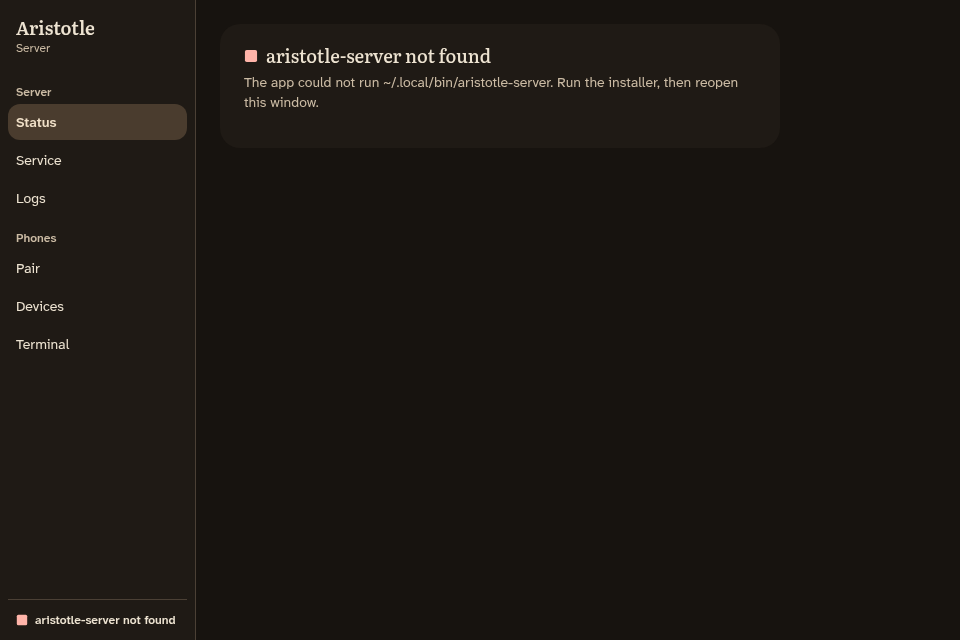 Aristotle
Server
Server
Status
Service
Logs
Phones
Pair
Devices
Terminal
aristotle-server not found
aristotle-server not found
The app could not run ~/.local/bin/aristotle-server. Run the installer, then reopen
this window.